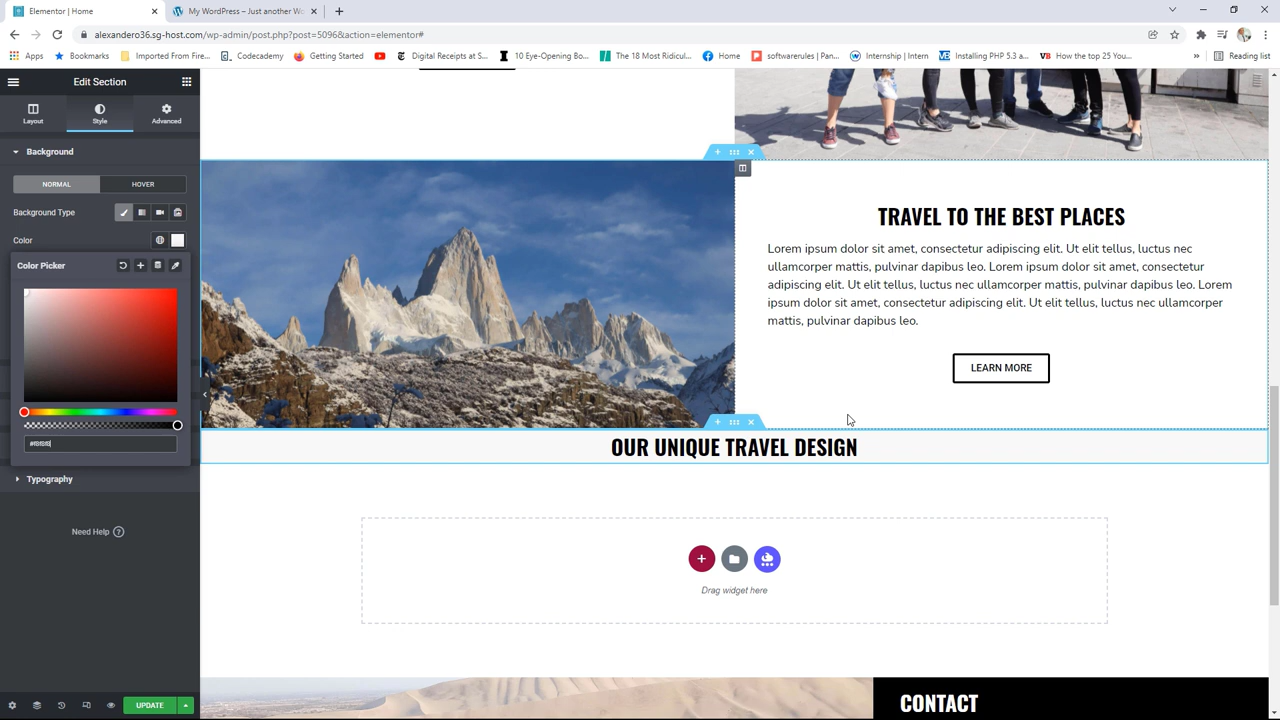 Elementor | Home
My WordPress – Just another Wo
alexandero36.sg-host.com/wp-admin/post.php?post=5096&action=elementor#
Apps
Bookmarks
Imported From Fire...
Codecademy
Getting Started
Digital Receipts at S...
10 Eye-Opening Bo...
The 18 Most Ridicul...
Home
softwarerules | Pan...
Internship | Intern
Installing PHP 5.3 a...
How the top 25 You...
»
Reading list
Edit Section
Layout
Style
Advanced
Background
NORMAL
HOVER
Background Type
Color
Color Picker
Typography
Need Help
UPDATE
TRAVEL TO THE BEST PLACES
Lorem ipsum dolor sit amet, consectetur adipiscing elit. Ut elit tellus, luctus nec
ullamcorper mattis, pulvinar dapibus leo. Lorem ipsum dolor sit amet, consectetur
adipiscing elit. Ut elit tellus, luctus nec ullamcorper mattis, pulvinar dapibus leo. Lorem
ipsum dolor sit amet, consectetur adipiscing elit. Ut elit tellus, luctus nec ullamcorper
mattis, pulvinar dapibus leo.
LEARN MORE
OUR UNIQUE TRAVEL DESIGN
Drag widget here
CONTACT